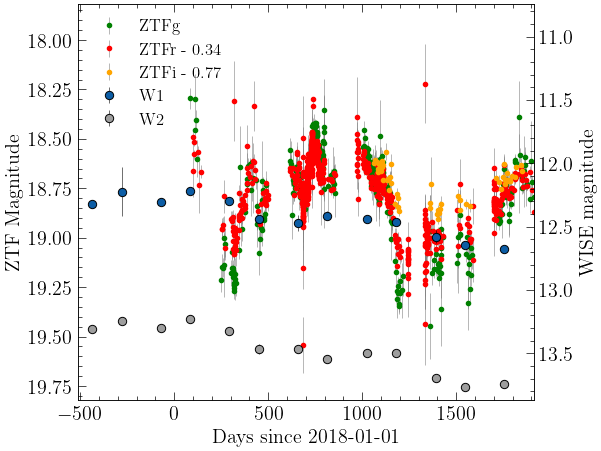 ZTFg
ZTFr - 0.34
ZTFi - 0.77
W1
W2
18.00
18.25
18.50
18.75
19.00
19.25
19.50
19.75
ZTF Magnitude
11.0
11.5
12.0
12.5
13.0
13.5
WISE magnitude
−500
0
500
1000
1500
Days since 2018-01-01